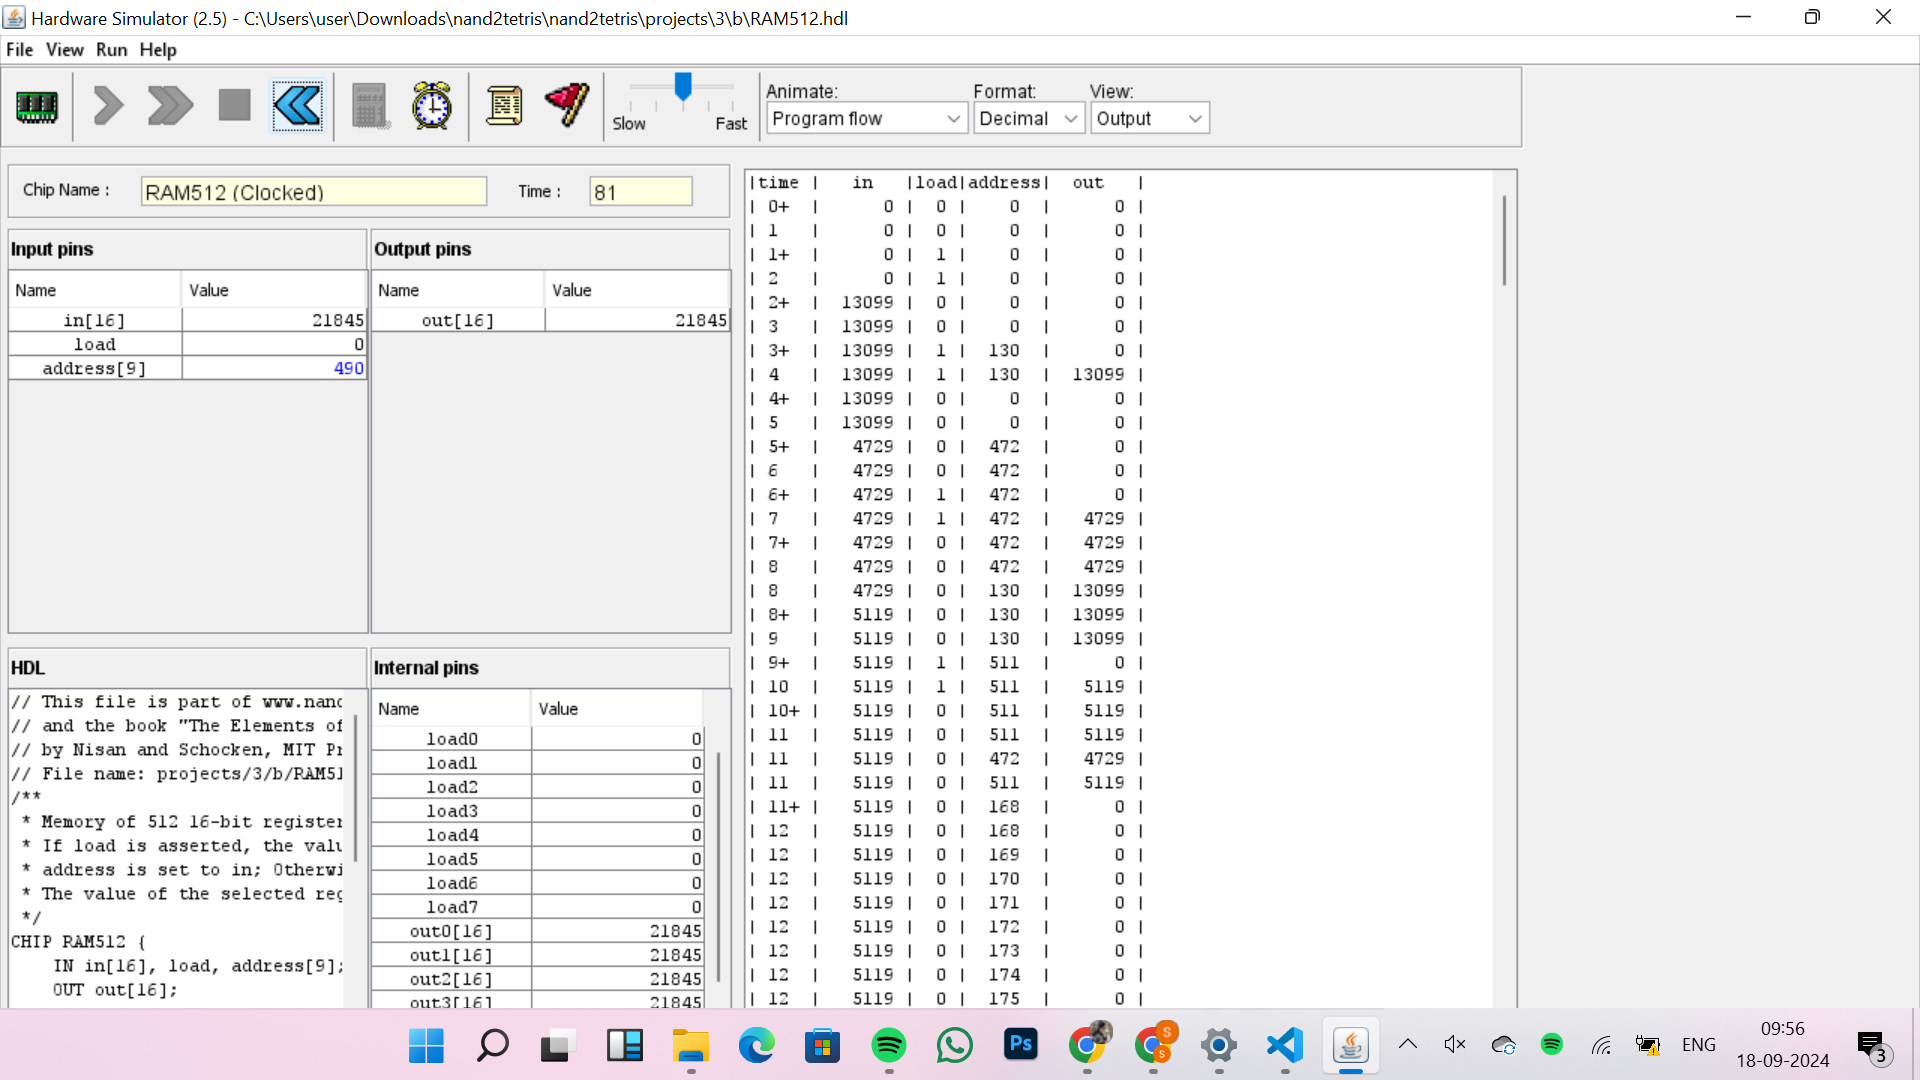 Hardware Simulator (2.5) - C:\Users\user\Downloads\nand2tetris\nand2tetris\projects\3\b\RAM512.hdl
File View Run Help
Slow Fast
Animate:
Program flow
Format:
Decimal
View:
Output
Chip Name :
RAM512 (Clocked)
Time :
81
Input pins
Name Value
in[16] 21845
load 0
address[9] 490
Output pins
Name Value
out[16] 21845
HDL
// This file is part of www.nand
// and the book "The Elements of
// by Nisan and Schocken, MIT Pr
// File name: projects/3/b/RAM51
/**
* Memory of 512 16-bit register
* If load is asserted, the valu
* address is set to in; Otherwi
* The value of the selected reg
*/
CHIP RAM512 {
IN in[16], load, address[9];
OUT out[16];
Internal pins
Name Value
load0 0
load1 0
load2 0
load3 0
load4 0
load5 0
load6 0
load7 0
out0[16] 21845
out1[16] 21845
out2[16] 21845
out3[16] 21845
|time | in |load|address| out |
| 0+ | 0 | 0 | 0 | 0 |
| 1 | 0 | 0 | 0 | 0 |
| 1+ | 0 | 1 | 0 | 0 |
| 2 | 0 | 1 | 0 | 0 |
| 2+ | 13099 | 0 | 0 | 0 |
| 3 | 13099 | 0 | 0 | 0 |
| 3+ | 13099 | 1 | 130 | 0 |
| 4 | 13099 | 1 | 130 | 13099 |
| 4+ | 13099 | 0 | 0 | 0 |
| 5 | 13099 | 0 | 0 | 0 |
| 5+ | 4729 | 0 | 472 | 0 |
| 6 | 4729 | 0 | 472 | 0 |
| 6+ | 4729 | 1 | 472 | 0 |
| 7 | 4729 | 1 | 472 | 4729 |
| 7+ | 4729 | 0 | 472 | 4729 |
| 8 | 4729 | 0 | 472 | 4729 |
| 8 | 4729 | 0 | 130 | 13099 |
| 8+ | 5119 | 0 | 130 | 13099 |
| 9 | 5119 | 0 | 130 | 13099 |
| 9+ | 5119 | 1 | 511 | 0 |
| 10 | 5119 | 1 | 511 | 5119 |
| 10+ | 5119 | 0 | 511 | 5119 |
| 11 | 5119 | 0 | 511 | 5119 |
| 11 | 5119 | 0 | 472 | 4729 |
| 11 | 5119 | 0 | 511 | 5119 |
| 11+ | 5119 | 0 | 168 | 0 |
| 12 | 5119 | 0 | 168 | 0 |
| 12 | 5119 | 0 | 169 | 0 |
| 12 | 5119 | 0 | 170 | 0 |
| 12 | 5119 | 0 | 171 | 0 |
| 12 | 5119 | 0 | 172 | 0 |
| 12 | 5119 | 0 | 173 | 0 |
| 12 | 5119 | 0 | 174 | 0 |
| 12 | 5119 | 0 | 175 | 0 |
Ps
S
S
ENG
09:56
18-09-2024
3